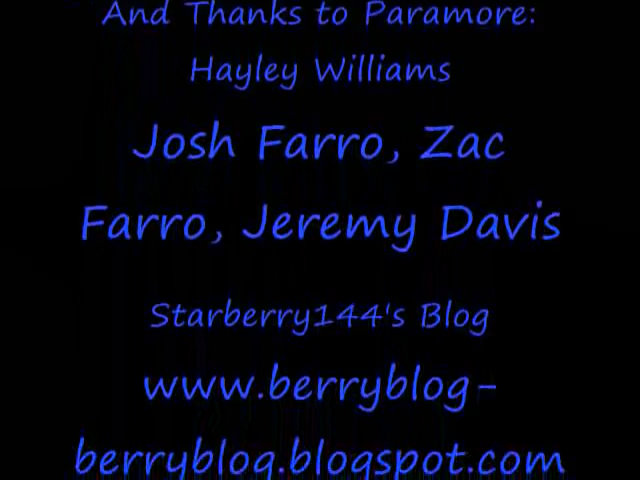 And Thanks to Paramore:
Hayley Williams
Josh Farro, Zac
Farro, Jeremy Davis
Starberry144's Blog
www.berryblog-
berryblog.blogspot.com